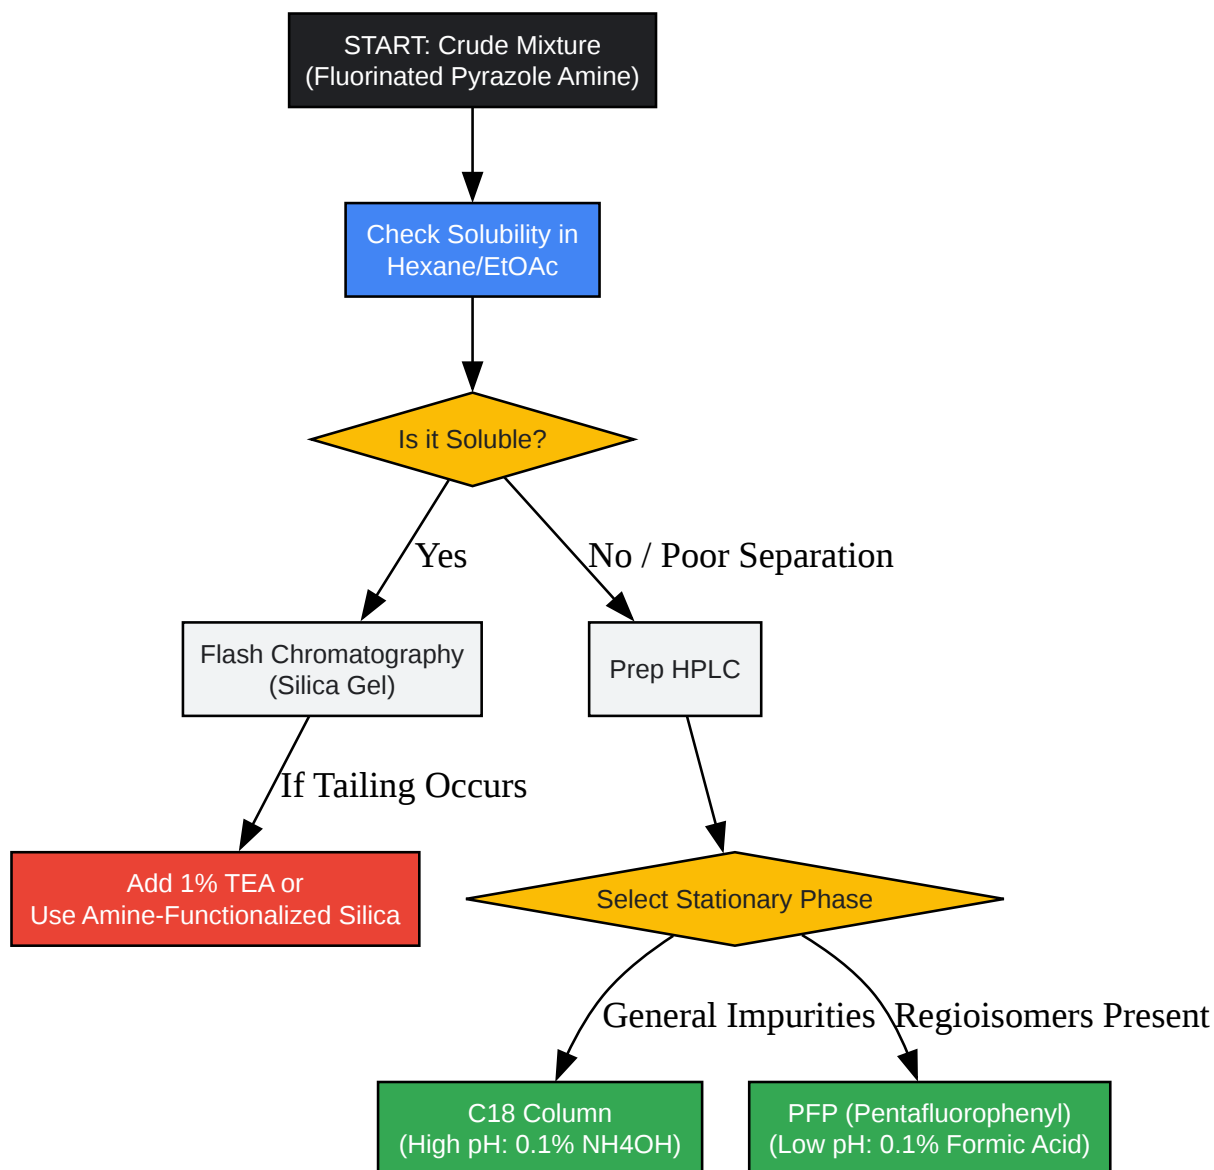 START: Crude Mixture
(Fluorinated Pyrazole Amine)
Check Solubility in
Hexane/EtOAc
Is it Soluble?
Yes
No / Poor Separation
Flash Chromatography
(Silica Gel)
Prep HPLC
If Tailing Occurs
Add 1% TEA or
Use Amine-Functionalized Silica
Select Stationary Phase
General Impurities
Regioisomers Present
C18 Column
(High pH: 0.1% NH4OH)
PFP (Pentafluorophenyl)
(Low pH: 0.1% Formic Acid)